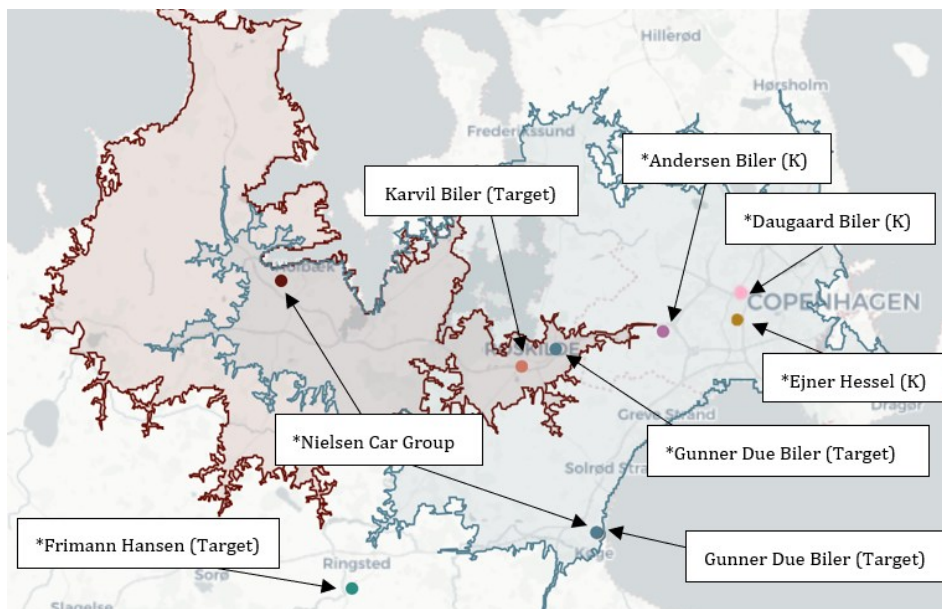 Hillerød
Hørsholm
Frederikssund
*Andersen Biler (K)
Karvil Biler (Target)
*Daugaard Biler (K)
Holbæk
COPENHAGEN
ROSKILDE
*Ejner Hessel (K)
Dragør
Greve Strand
*Nielsen Car Group
*Gunner Due Biler (Target)
Solrød
*Frimann Hansen (Target)
Køge
Gunner Due Biler (Target)
Ringsted
Sorø
Slagelse